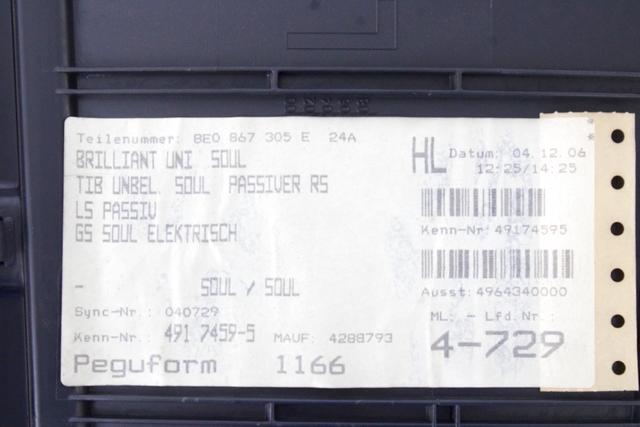 Teilenummer: 8E0 867 305 E 24A
BRILLIANT UNI SOUL
TIB UNBEL. SOUL PASSIVER RS
LS PASSIV
GS SOUL ELEKTRISCH
- SOUL / SOUL
Sync-Nr.: 040729
Kenn-Nr.: 491 7459-5 MAUF: 4288793
Peguform 1166
HL Datum: 04.12.06
12:25/14:25
Kenn-Nr: 49174595
Ausst: 4964340000
ML: - Lfd.Nr.:
4-729